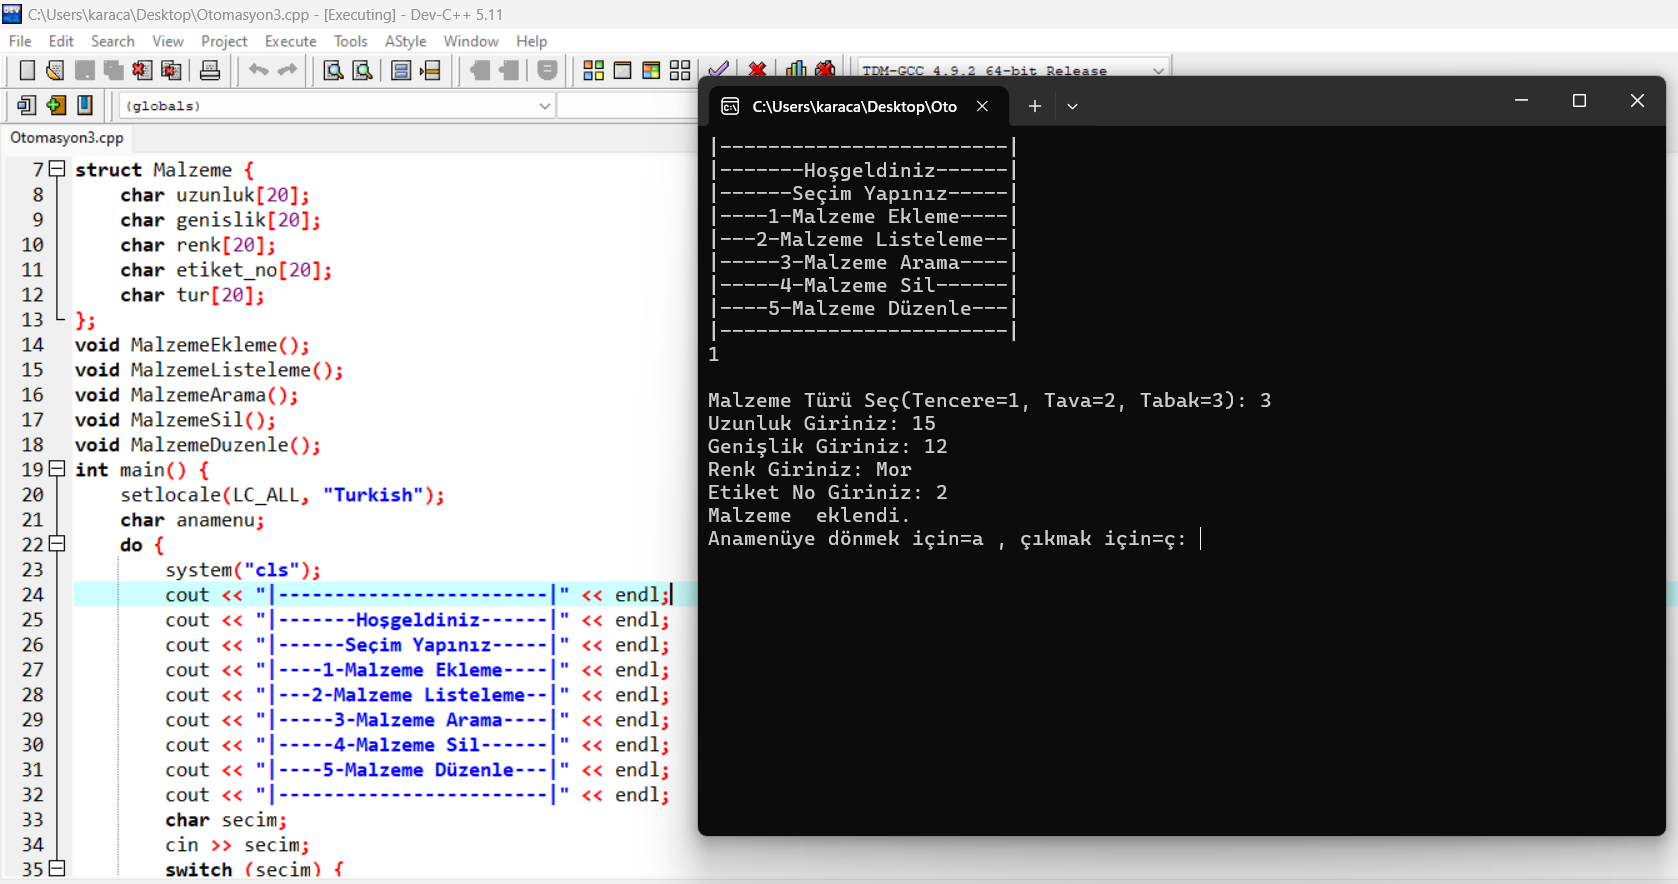 C:\Users\karaca\Desktop\Otomasyon3.cpp - [Executing] - Dev-C++ 5.11
File Edit Search View Project Execute Tools AStyle Window Help
TDM-GCC 4.9.2 64-bit Release
(globals)
Otomasyon3.cpp
7 struct Malzeme {
8 char uzunluk[20];
9 char genislik[20];
10 char renk[20];
11 char etiket_no[20];
12 char tur[20];
13 };
14 void MalzemeEkleme();
15 void MalzemeListeleme();
16 void MalzemeArama();
17 void MalzemeSil();
18 void MalzemeDuzenle();
19 int main() {
20 setlocale(LC_ALL, "Turkish");
21 char anamenu;
22 do {
23 system("cls");
24 cout << "|------------------------|" << endl;
25 cout << "|-------Hoşgeldiniz------|" << endl;
26 cout << "|------Seçim Yapınız-----|" << endl;
27 cout << "|----1-Malzeme Ekleme----|" << endl;
28 cout << "|---2-Malzeme Listeleme--|" << endl;
29 cout << "|-----3-Malzeme Arama----|" << endl;
30 cout << "|-----4-Malzeme Sil------|" << endl;
31 cout << "|----5-Malzeme Düzenle---|" << endl;
32 cout << "|------------------------|" << endl;
33 char secim;
34 cin >> secim;
35 switch (secim) {
C:\Users\karaca\Desktop\Oto
|------------------------|
|-------Hoşgeldiniz------|
|------Seçim Yapınız-----|
|----1-Malzeme Ekleme----|
|---2-Malzeme Listeleme--|
|-----3-Malzeme Arama----|
|-----4-Malzeme Sil------|
|----5-Malzeme Düzenle---|
|------------------------|
1
Malzeme Türü Seç(Tencere=1, Tava=2, Tabak=3): 3
Uzunluk Giriniz: 15
Genişlik Giriniz: 12
Renk Giriniz: Mor
Etiket No Giriniz: 2
Malzeme  eklendi.
Anamenüye dönmek için=a , çıkmak için=ç: